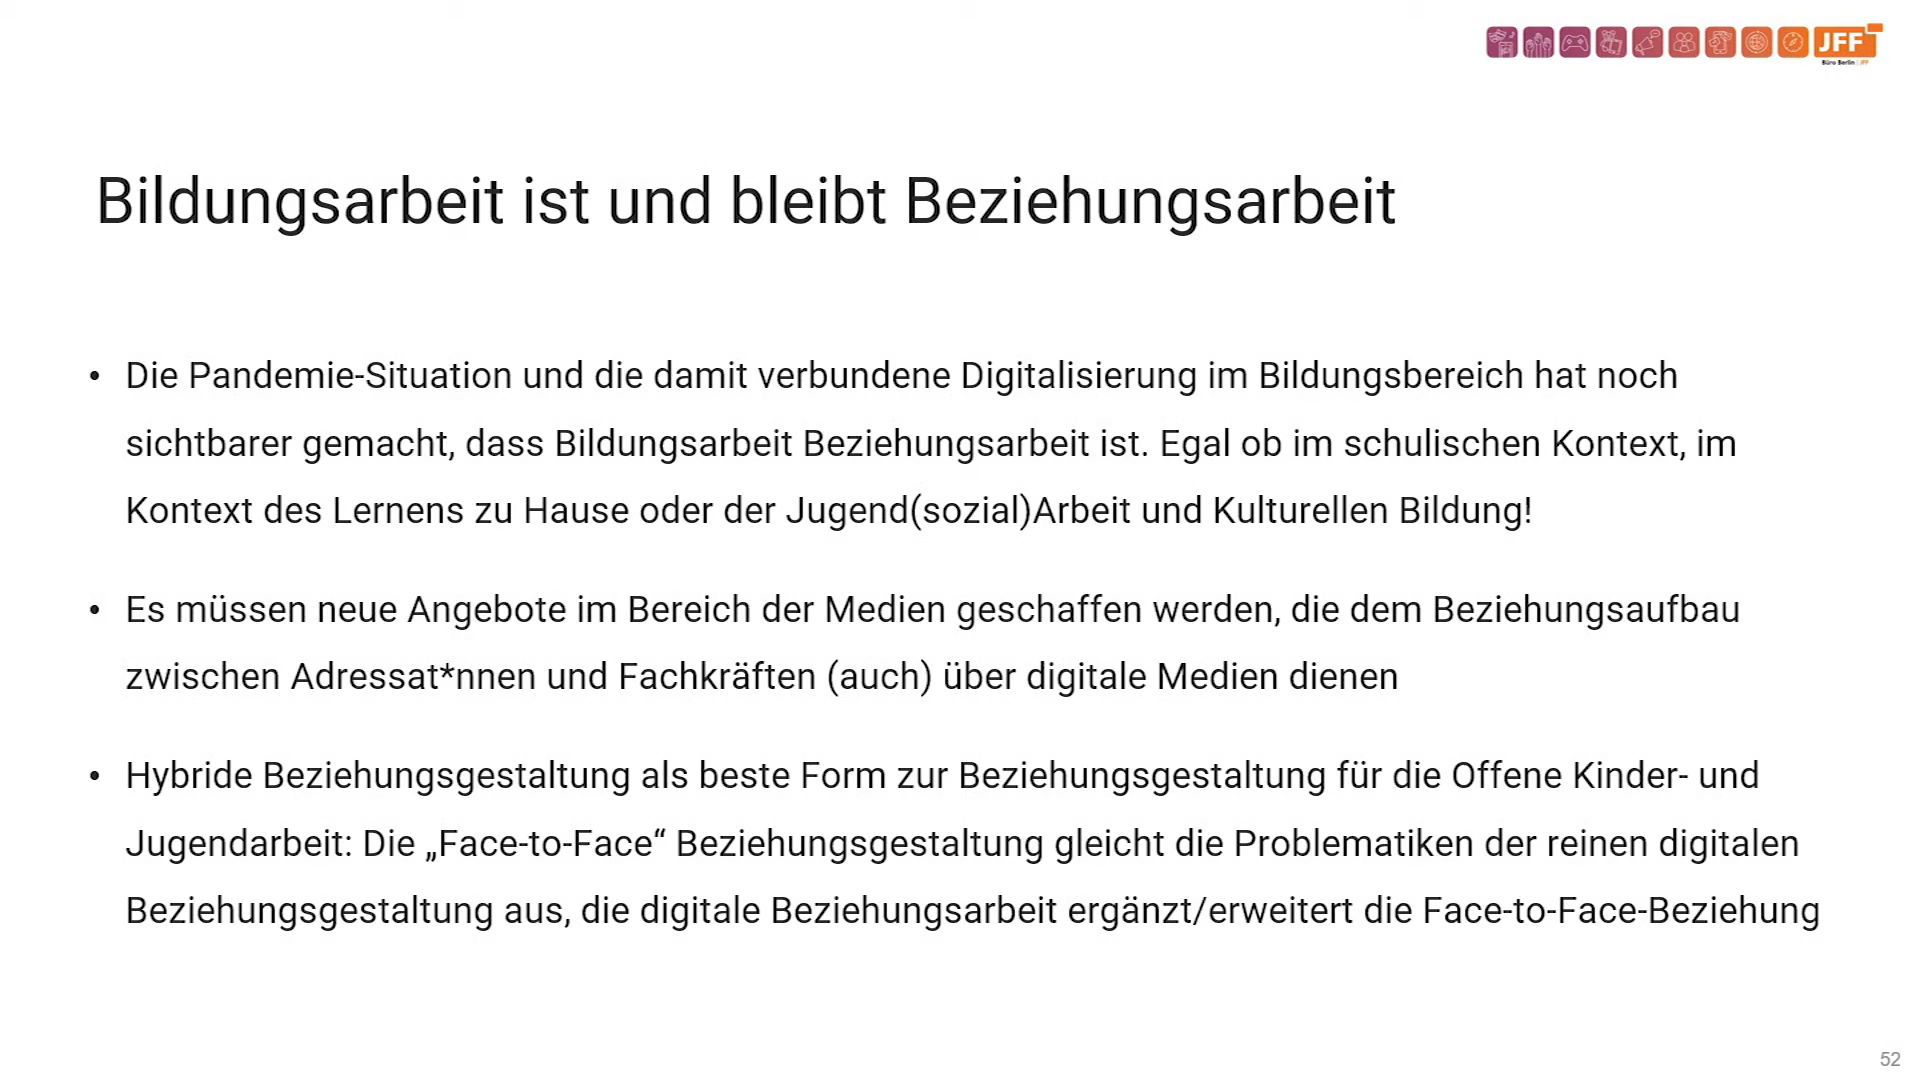 JFF
Büro Berlin | JFF
Bildungsarbeit ist und bleibt Beziehungsarbeit
• Die Pandemie-Situation und die damit verbundene Digitalisierung im Bildungsbereich hat noch
sichtbarer gemacht, dass Bildungsarbeit Beziehungsarbeit ist. Egal ob im schulischen Kontext, im
Kontext des Lernens zu Hause oder der Jugend(sozial)Arbeit und Kulturellen Bildung!
• Es müssen neue Angebote im Bereich der Medien geschaffen werden, die dem Beziehungsaufbau
zwischen Adressat*nnen und Fachkräften (auch) über digitale Medien dienen
• Hybride Beziehungsgestaltung als beste Form zur Beziehungsgestaltung für die Offene Kinder- und
Jugendarbeit: Die „Face-to-Face“ Beziehungsgestaltung gleicht die Problematiken der reinen digitalen
Beziehungsgestaltung aus, die digitale Beziehungsarbeit ergänzt/erweitert die Face-to-Face-Beziehung
52